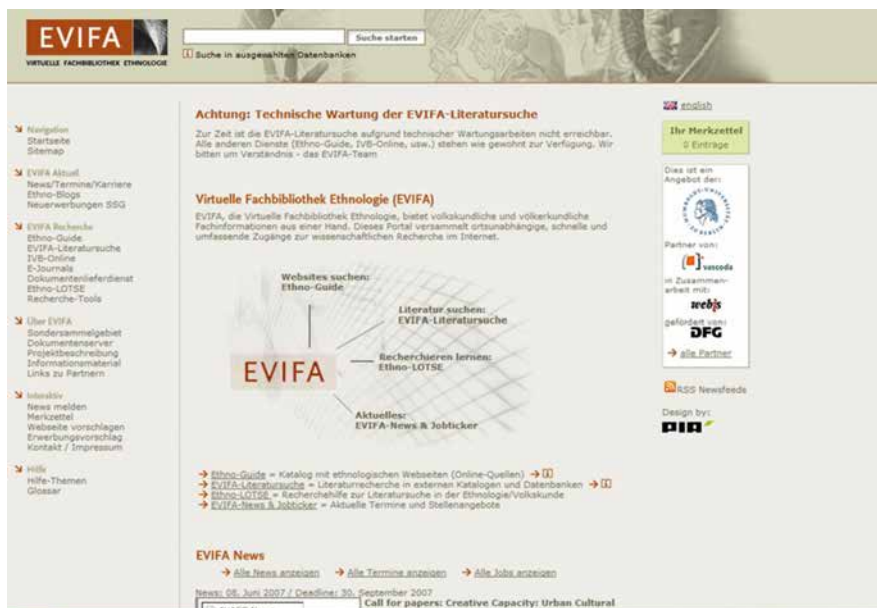 EVIFA
VIRTUELLE FACHBIBLIOTHEK ETHNOLOGIE
Suche starten
Suche in ausgewählten Datenbanken
Navigation
Startseite
Sitemap
EVIFA Aktuell
News/Termine/Karriere
Ethno-Blogs
Neuerwerbungen SSG
EVIFA Recherche
Ethno-Guide
EVIFA-Literatursuche
IVB-Online
E-Journals
Dokumentenlieferdienst
Ethno-LOTSE
Recherche-Tools
Über EVIFA
Sondersammelgebiet
Dokumentenserver
Projektbeschreibung
Informationsmaterial
Links zu Partnern
Interaktiv
News melden
Merkzettel
Webseite vorschlagen
Erwerbungsvorschlag
Kontakt / Impressum
Hilfe
Hilfe-Themen
Glossar
Achtung: Technische Wartung der EVIFA-Literatursuche
Zur Zeit ist die EVIFA-Literatursuche aufgrund technischer Wartungsarbeiten nicht erreichbar.
Alle anderen Dienste (Ethno-Guide, IVB-Online, usw.) stehen wie gewohnt zur Verfügung. Wir
bitten um Verständnis - das EVIFA-Team
Virtuelle Fachbibliothek Ethnologie (EVIFA)
EVIFA, die Virtuelle Fachbibliothek Ethnologie, bietet volkskundliche und völkerkundliche
Fachinformationen aus einer Hand. Dieses Portal versammelt ortsunabhängige, schnelle und
umfassende Zugänge zur wissenschaftlichen Recherche im Internet.
Websites suchen:
Ethno-Guide
Literatur suchen:
EVIFA-Literatursuche
Recherchieren lernen:
Ethno-LOTSE
EVIFA
Aktuelles:
EVIFA-News & Jobticker
Ethno-Guide = Katalog mit ethnologischen Webseiten (Online-Quellen)
EVIFA-Literatursuche = Literaturrecherche in externen Katalogen und Datenbanken
Ethno-LOTSE = Recherchehilfe zur Literatursuche in der Ethnologie/Volkskunde
EVIFA-News & Jobticker = Aktuelle Termine und Stellenangebote
EVIFA News
Alle News anzeigen Alle Termine anzeigen Alle Jobs anzeigen
News: 08. Juni 2007 / Deadline: 30. September 2007
Call for papers: Creative Capacity: Urban Cultural
english
Ihr Merkzettel
0 Einträge
Dies ist ein
Angebot der:
Partner von:
vascoda
in Zusammen-
arbeit mit:
webis
gefördert von:
DFG
alle Partner
RSS Newsfeeds
Design by:
PIA